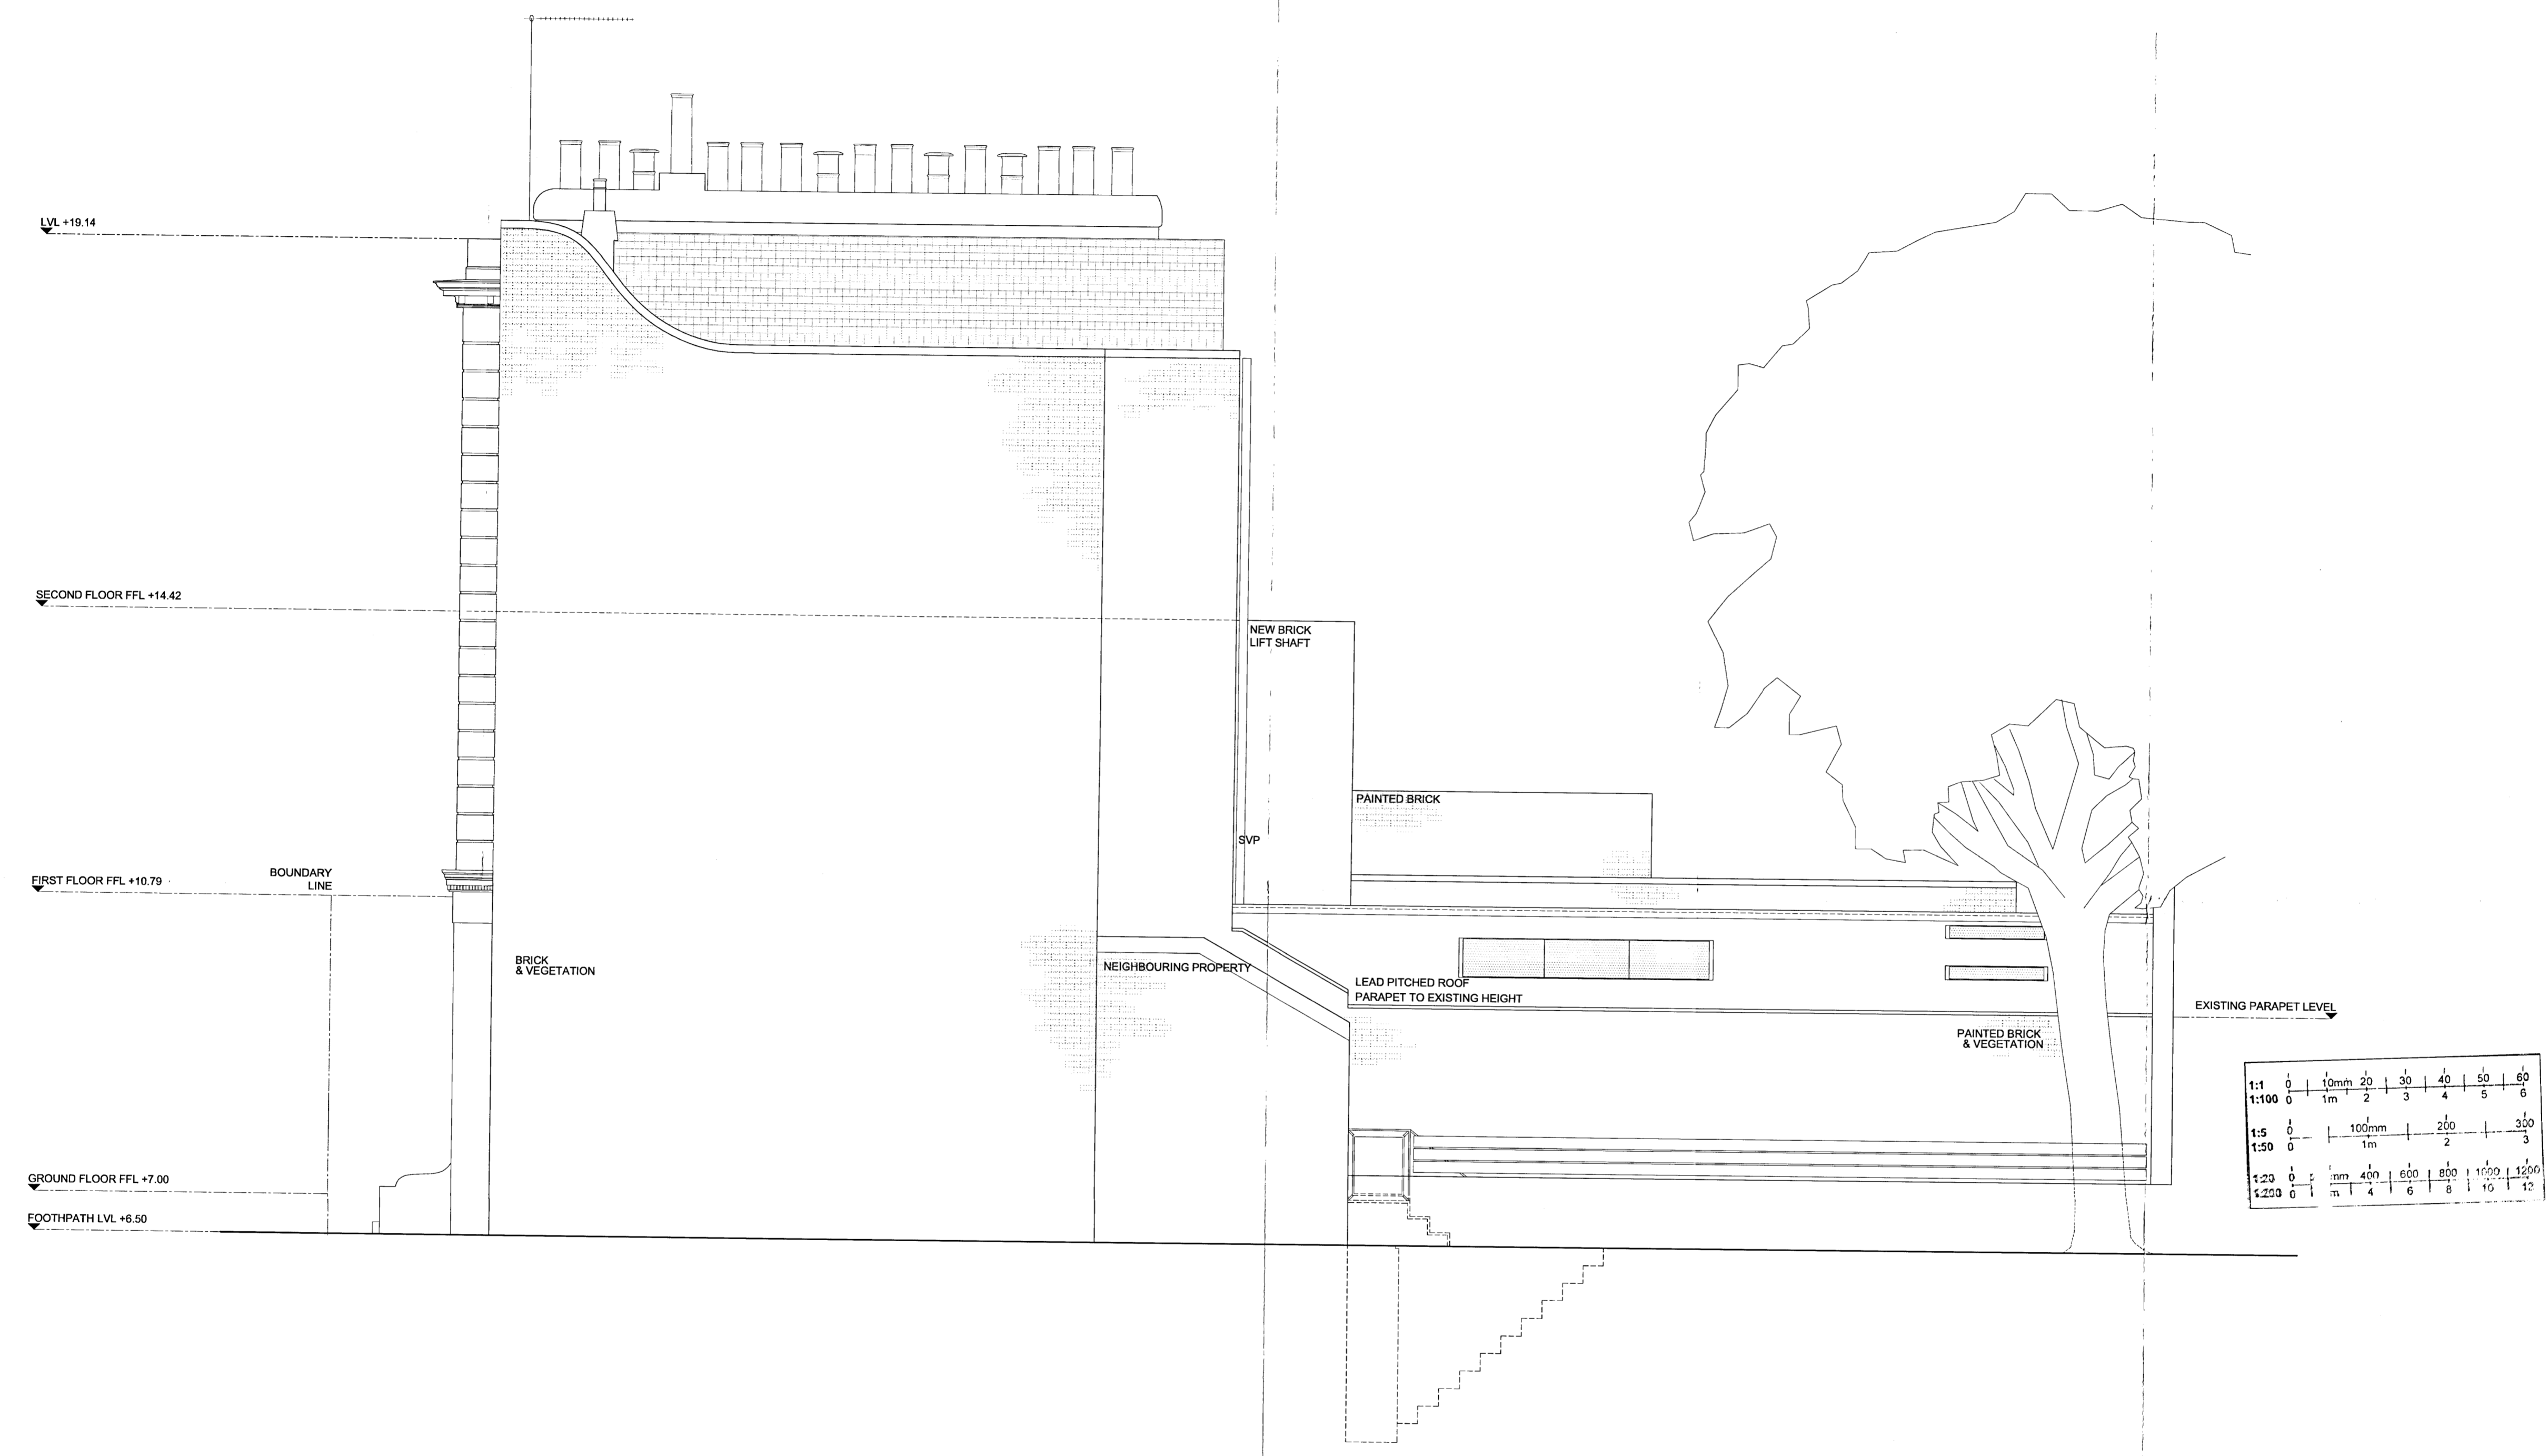 LVL +19.14
SECOND FLOOR FFL +14.42
NEW BRICK
LIFT SHAFT
PAINTED BRICK
SVP
FIRST FLOOR FFL +10.79
BOUNDARY
LINE
BRICK
& VEGETATION
NEIGHBOURING PROPERTY
LEAD PITCHED ROOF
PARAPET TO EXISTING HEIGHT
EXISTING PARAPET LEVEL
PAINTED BRICK
& VEGETATION
GROUND FLOOR FFL +7.00
FOOTHPATH LVL +6.50
1:1 0 10mm 20 30 40 50 60
1:100 0 1m 2 3 4 5 6
1:5 0 100mm 200 300
1:50 0 1m 2 3
1:20 0 mm 400 600 800 1000 1200
1:200 0 m 4 6 8 10 12